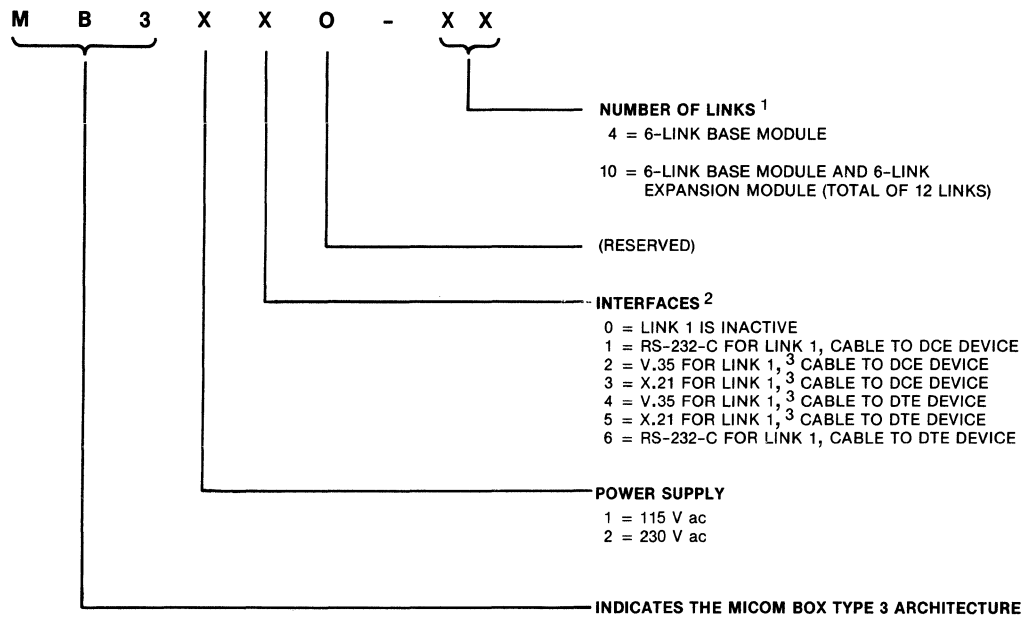 M B 3 X X 0 - X X
NUMBER OF LINKS 1
4 = 6-LINK BASE MODULE
10 = 6-LINK BASE MODULE AND 6-LINK
EXPANSION MODULE (TOTAL OF 12 LINKS)
(RESERVED)
INTERFACES 2
0 = LINK 1 IS INACTIVE
1 = RS-232-C FOR LINK 1, CABLE TO DCE DEVICE
2 = V.35 FOR LINK 1, 3 CABLE TO DCE DEVICE
3 = X.21 FOR LINK 1, 3 CABLE TO DCE DEVICE
4 = V.35 FOR LINK 1, 3 CABLE TO DTE DEVICE
5 = X.21 FOR LINK 1, 3 CABLE TO DTE DEVICE
6 = RS-232-C FOR LINK 1, CABLE TO DTE DEVICE
POWER SUPPLY
1 = 115 V ac
2 = 230 V ac
INDICATES THE MICOM BOX TYPE 3 ARCHITECTURE